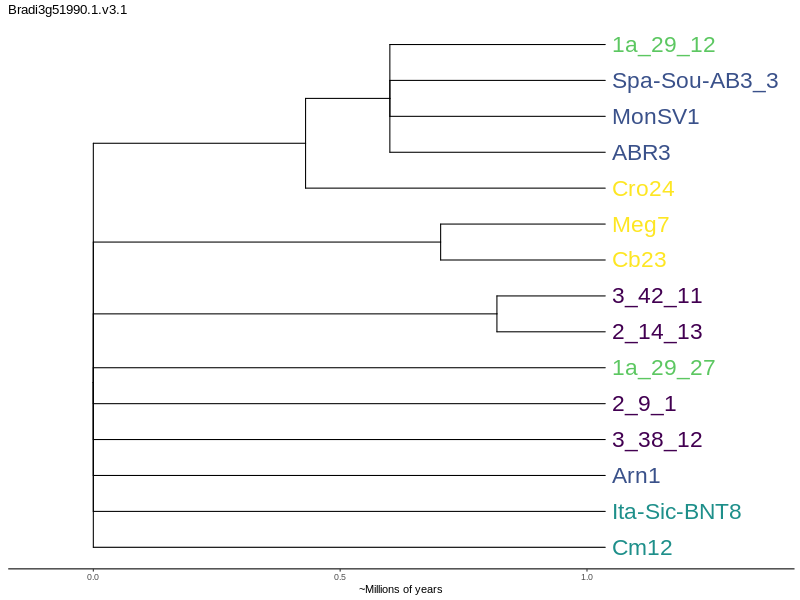 Bradi3g51990.1.v3.1
1a_29_12
Spa-Sou-AB3_3
MonSV1
ABR3
Cro24
Meg7
Cb23
3_42_11
2_14_13
1a_29_27
2_9_1
3_38_12
Arn1
Ita-Sic-BNT8
Cm12
0.0 0.5 1.0
~Millions of years